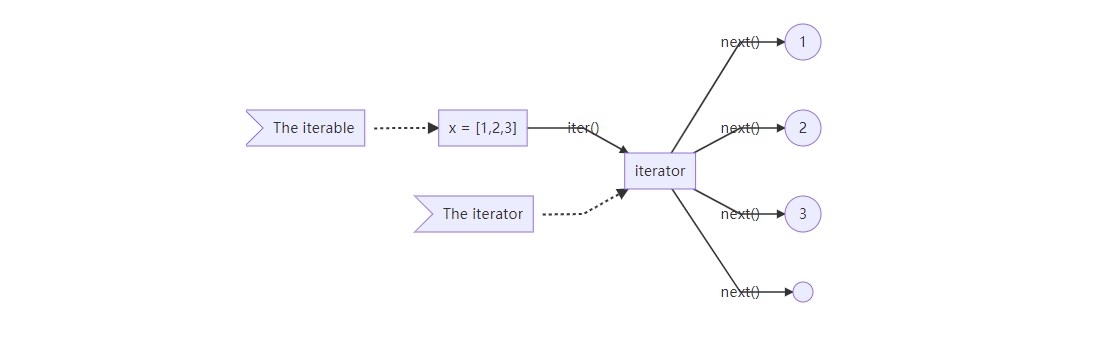 The iterable
x = [1,2,3]
iter()
The iterator
iterator
next()
1
next()
2
next()
3
next()